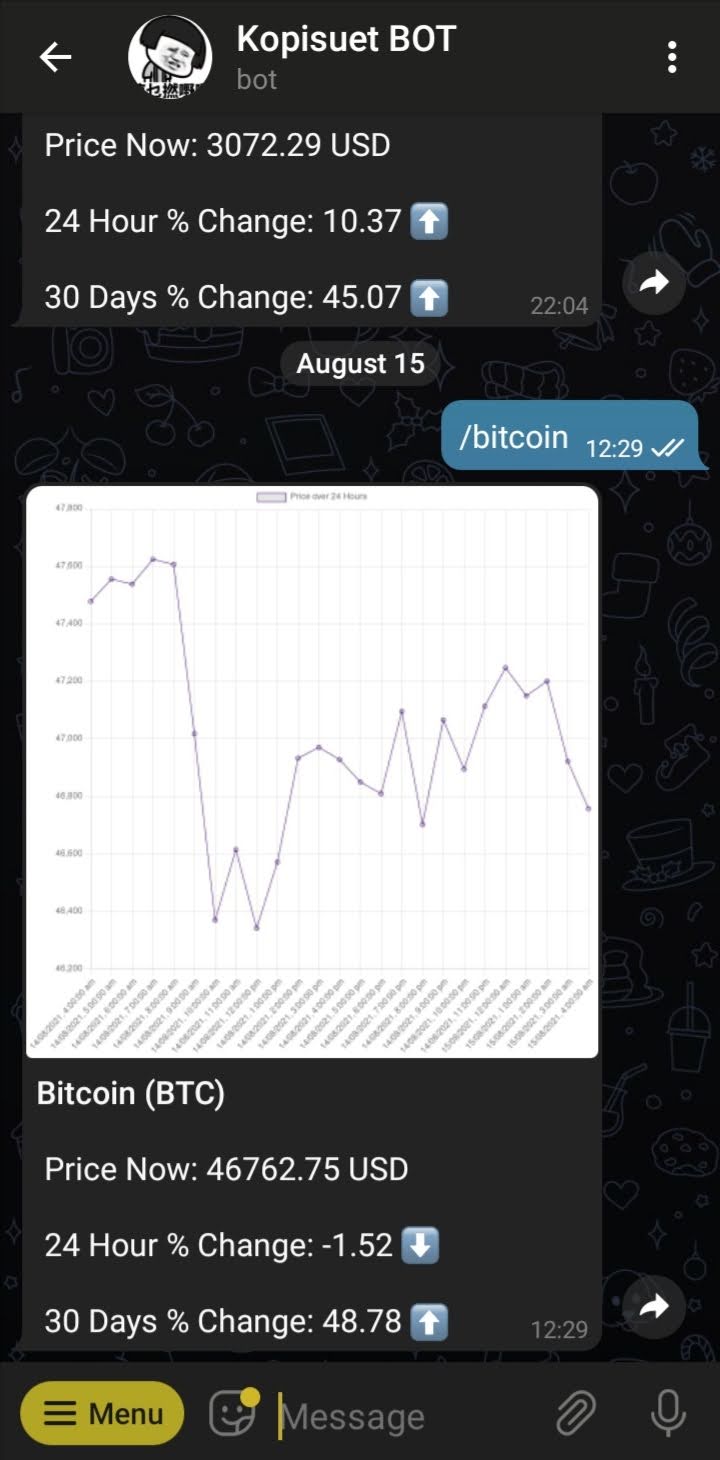 Kopisuet BOT
bot
Price Now: 3072.29 USD
24 Hour % Change: 10.37 ⬆️
30 Days % Change: 45.07 ⬆️
22:04
August 15
/bitcoin 12:29
Price over 24 Hours
47,800
47,600
47,400
47,200
47,000
46,800
46,600
46,400
46,200
14/08/2021, 4:00:00 am
14/08/2021, 5:00:00 am
14/08/2021, 6:00:00 am
14/08/2021, 7:00:00 am
14/08/2021, 8:00:00 am
14/08/2021, 9:00:00 am
14/08/2021, 10:00:00 am
14/08/2021, 11:00:00 am
14/08/2021, 12:00:00 pm
14/08/2021, 1:00:00 pm
14/08/2021, 2:00:00 pm
14/08/2021, 3:00:00 pm
14/08/2021, 4:00:00 pm
14/08/2021, 5:00:00 pm
14/08/2021, 6:00:00 pm
14/08/2021, 7:00:00 pm
14/08/2021, 8:00:00 pm
14/08/2021, 9:00:00 pm
14/08/2021, 10:00:00 pm
14/08/2021, 11:00:00 pm
15/08/2021, 12:00:00 am
15/08/2021, 1:00:00 am
15/08/2021, 2:00:00 am
15/08/2021, 3:00:00 am
15/08/2021, 4:00:00 am
Bitcoin (BTC)
Price Now: 46762.75 USD
24 Hour % Change: -1.52 ⬇️
30 Days % Change: 48.78 ⬆️
12:29
Menu
Message